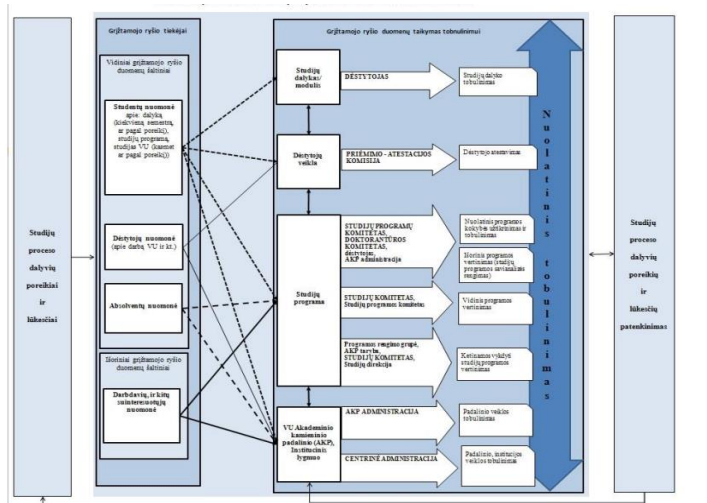 Grįžtamojo ryšio tiekėjai
Grįžtamojo ryšio duomenų taikymas tobulinimui
Studijų
proceso
dalyvių
poreikiai
ir
lūkesčiai
Vidiniai grįžtamojo ryšio
duomenų šaltiniai
Studentų nuomonė
apie: dalyką
(kiekvieną semestrą
ar pagal poreikį),
studijų programą,
studijas VU (kasmet
ar pagal poreikį))
Dėstytojų nuomonė
(apie darbą VU ir kt.)
Absolventų nuomonė
Išoriniai grįžtamojo ryšio
duomenų šaltiniai
Darbdavių, ir kitų
suinteresuotųjų
nuomonė
Studijų
dalykas/
modulis
DĖSTYTOJAS
Studijų dalyko
tobulinimas
Dėstytojų
veikla
PRIĖMIMO - ATESTACIJOS
KOMISIJA
Dėstytojo atestavimas
Studijų
programa
STUDIJŲ PROGRAMŲ
KOMITETAS,
DOKTORANTŪROS
KOMITETAS,
dėstytojas,
AKP administracija
Nuolatinis programos
kokybės užtikrinimas ir
tobulinimas
Išorinis programos
vertinimas (studijų
programos savianalizės
rengimas)
STUDIJŲ KOMITETAS,
Studijų programos komitetas
Vidinis programos
vertinimas
Programos rengimo grupė,
AKP taryba,
STUDIJŲ KOMITETAS,
Studijų direkcija
Ketinamos vykdyti
studijų programos
vertinimas
VU Akademinio
kamieninio
padalinio (AKP),
Institucinis
lygmuo
AKP ADMINISTRACIJA
Padalinio veiklos
tobulinimas
CENTRINĖ ADMINISTRACIJA
Padalinio, institucijos
veiklos tobulinimas
Nuolatinis tobulinimas
Studijų
proceso
dalyvių
poreikių
ir
lūkesčių
patenkinimas